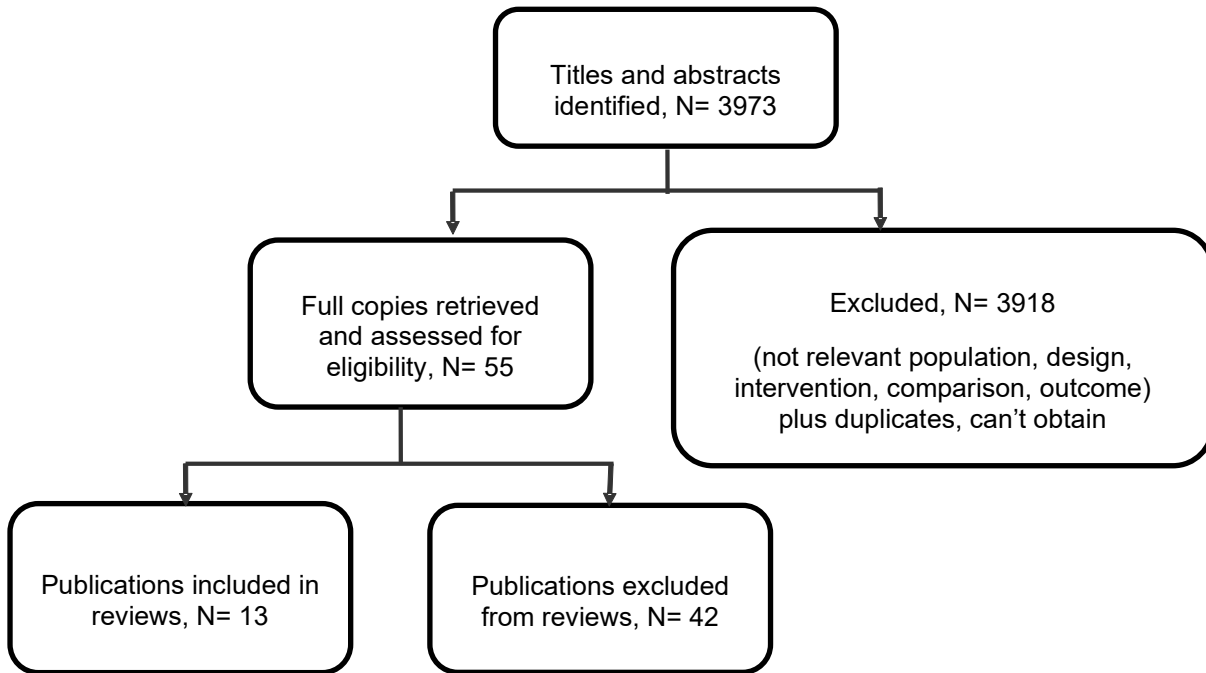 Titles and abstracts
identified, N= 3973
Full copies retrieved
and assessed for
eligibility, N= 55
Excluded, N= 3918
(not relevant population, design,
intervention, comparison, outcome)
plus duplicates, can’t obtain
Publications included in
reviews, N= 13
Publications excluded
from reviews, N= 42